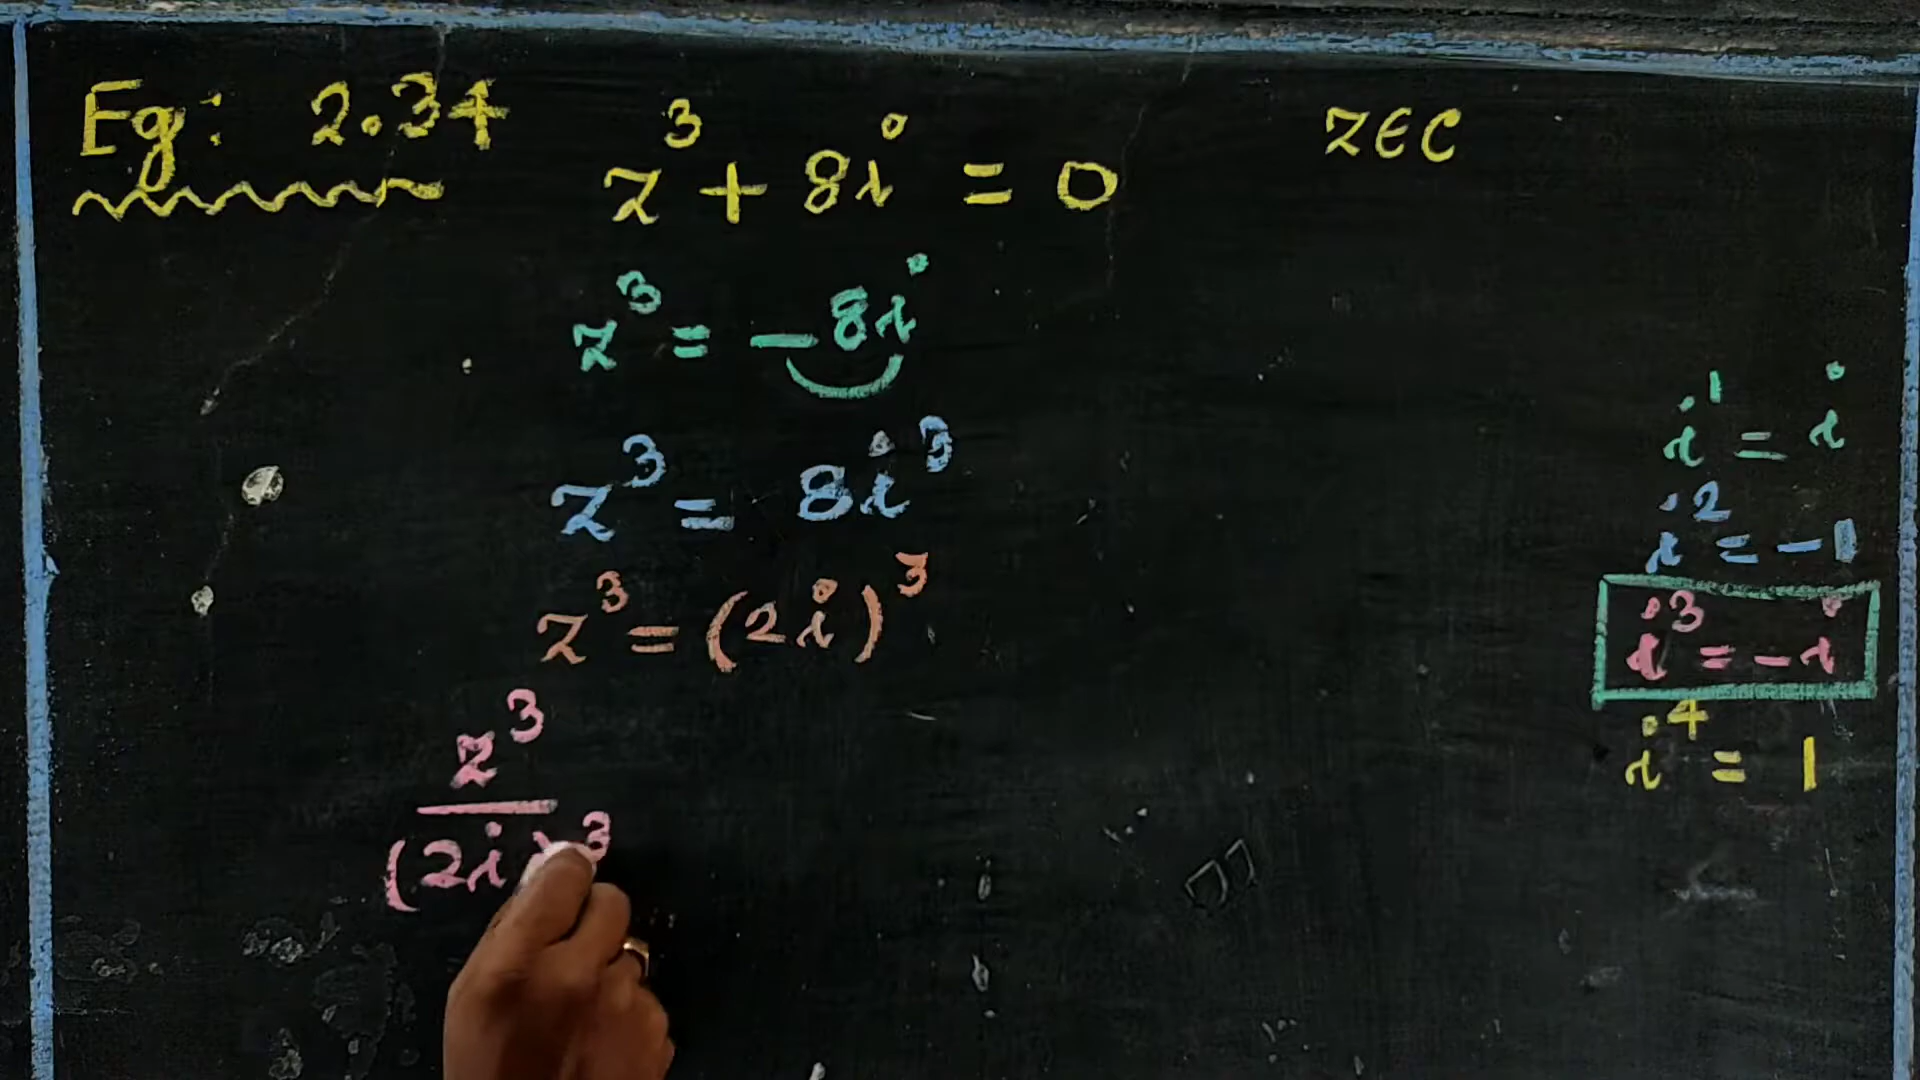 Eg: 2.34
z³ + 8i = 0
z∈C
z³ = -8i
z³ = 8i³
z³ = (2i)³
z³
(2i)³
i¹ = i
i² = -1
i³ = -i
i⁴ = 1